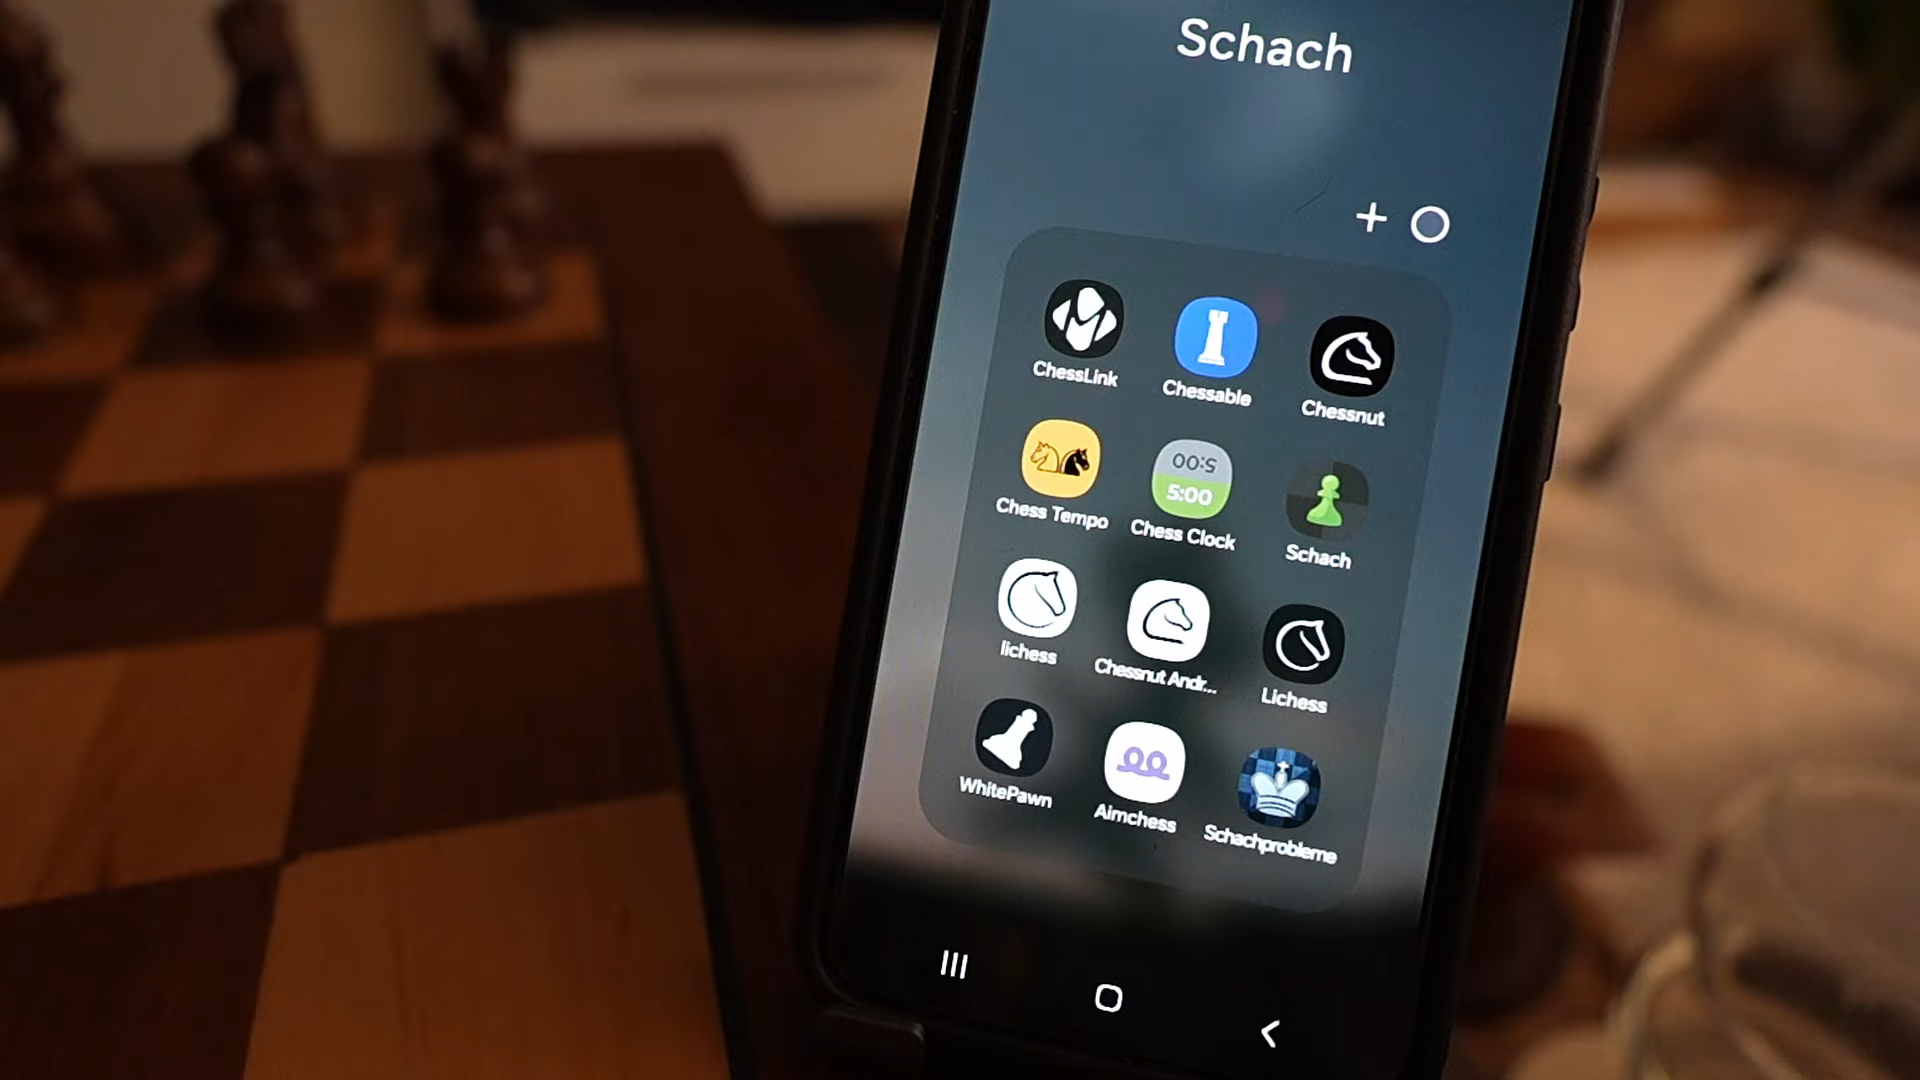 Schach
ChessLink
Chessable
Chessnut
Chess Tempo
00:5
5:00
Chess Clock
Schach
lichess
Chessnut Andr...
Lichess
WhitePawn
Aimchess
Schachprobleme